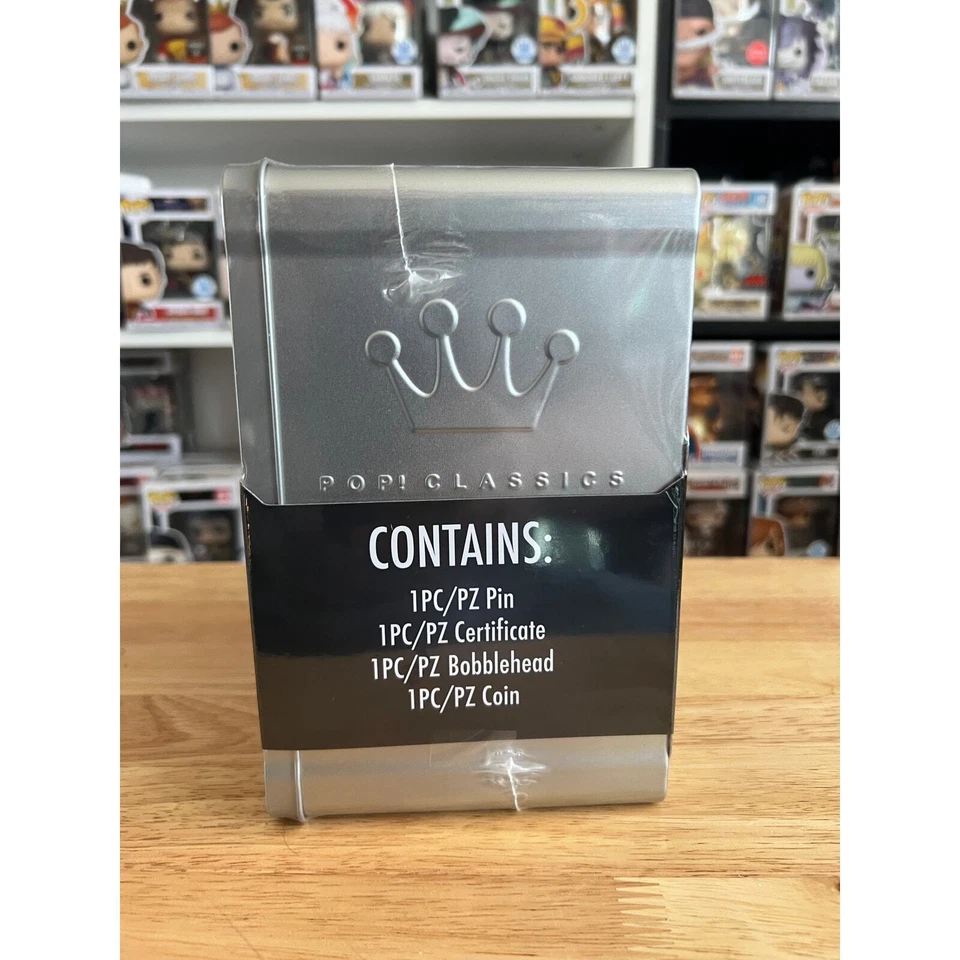 POP! CLASSICS
CONTAINS:
1PC/PZ Pin
1PC/PZ Certificate
1PC/PZ Bobblehead
1PC/PZ Coin